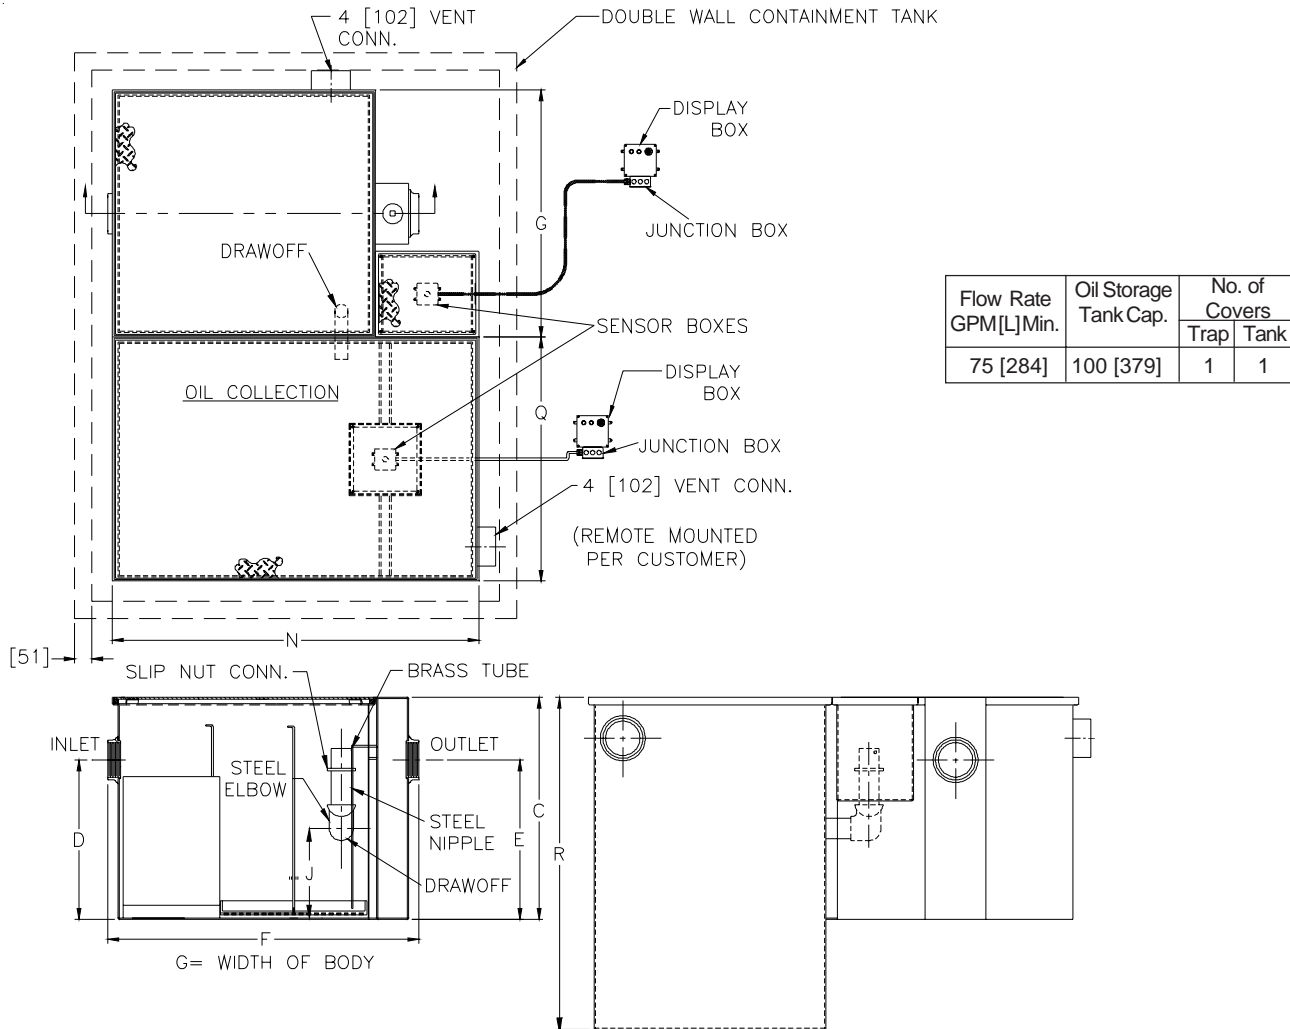 4 [102] VENT
CONN.
DOUBLE WALL CONTAINMENT TANK
DISPLAY
BOX
JUNCTION BOX
G
DRAWOFF
SENSOR BOXES
DISPLAY
BOX
OIL COLLECTION
Q
JUNCTION BOX
4 [102] VENT CONN.
(REMOTE MOUNTED
PER CUSTOMER)
N
[51]
Flow Rate
GPM[L]Min.
Oil Storage
Tank Cap.
No. of
Covers
Trap
Tank
75 [284]
100 [379]
1
1
SLIP NUT CONN.
BRASS TUBE
INLET
OUTLET
STEEL
ELBOW
STEEL
NIPPLE
DRAWOFF
D
J
E
C
R
F
G= WIDTH OF BODY